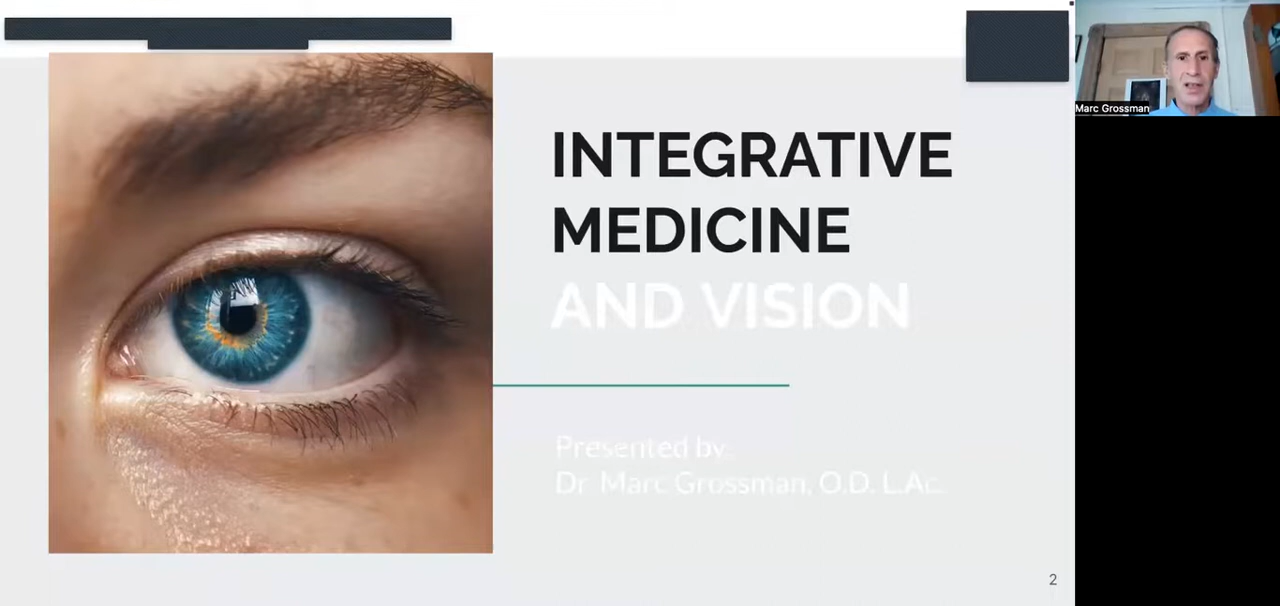 INTEGRATIVE
MEDICINE
AND VISION
Presented by:
Dr. Marc Grossman, O.D. L.Ac.
2
Marc Grossman